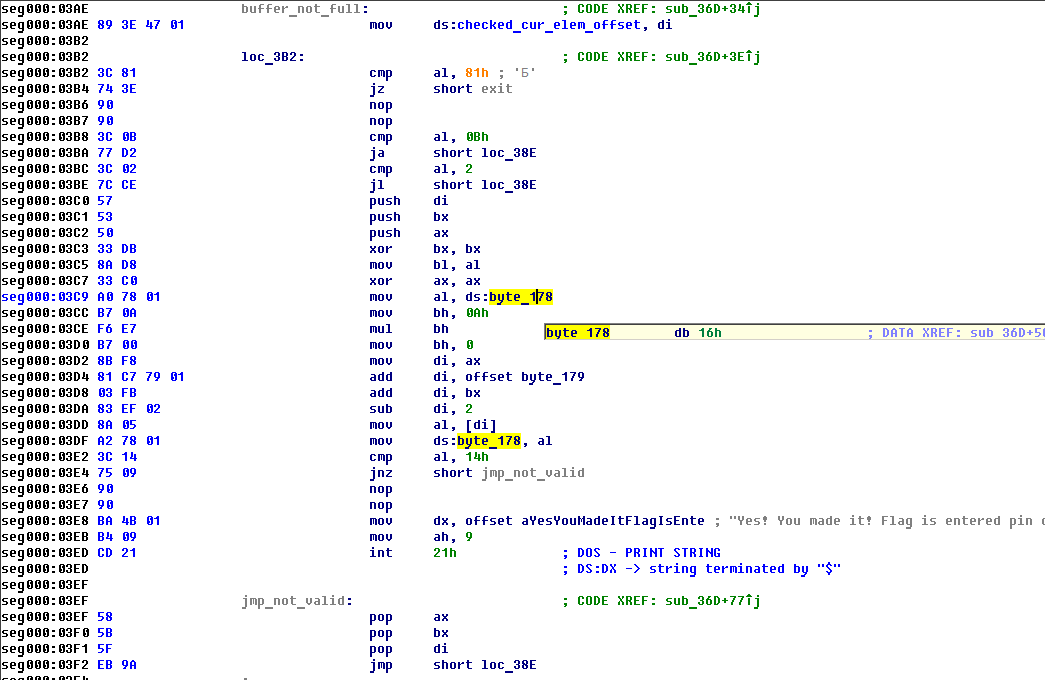 seg000:03AE buffer_not_full: ; CODE XREF: sub_36D+34↑j
seg000:03AE 89 3E 47 01 mov ds:checked_cur_elem_offset, di
seg000:03B2
seg000:03B2 loc_3B2: ; CODE XREF: sub_36D+3E↑j
seg000:03B2 3C 81 cmp al, 81h ; 'Б'
seg000:03B4 74 3E jz short exit
seg000:03B6 90 nop
seg000:03B7 90 nop
seg000:03B8 3C 0B cmp al, 0Bh
seg000:03BA 77 D2 ja short loc_38E
seg000:03BC 3C 02 cmp al, 2
seg000:03BE 7C CE jl short loc_38E
seg000:03C0 57 push di
seg000:03C1 53 push bx
seg000:03C2 50 push ax
seg000:03C3 33 DB xor bx, bx
seg000:03C5 8A D8 mov bl, al
seg000:03C7 33 C0 xor ax, ax
seg000:03C9 A0 78 01 mov al, ds:byte_178
seg000:03CC B7 0A mov bh, 0Ah
seg000:03CE F6 E7 mul bh
byte_178 db 16h ; DATA XREF: sub_36D+5
seg000:03D0 B7 00 mov bh, 0
seg000:03D2 8B F8 mov di, ax
seg000:03D4 81 C7 79 01 add di, offset byte_179
seg000:03D8 03 FB add di, bx
seg000:03DA 83 EF 02 sub di, 2
seg000:03DD 8A 05 mov al, [di]
seg000:03DF A2 78 01 mov ds:byte_178, al
seg000:03E2 3C 14 cmp al, 14h
seg000:03E4 75 09 jnz short jmp_not_valid
seg000:03E6 90 nop
seg000:03E7 90 nop
seg000:03E8 BA 4B 01 mov dx, offset aYesYouMadeItFlagIsEnte ; "Yes! You made it! Flag is entered pin
seg000:03EB B4 09 mov ah, 9
seg000:03ED CD 21 int 21h ; DOS - PRINT STRING
seg000:03ED ; DS:DX -> string terminated by "$"
seg000:03EF
seg000:03EF jmp_not_valid: ; CODE XREF: sub_36D+77↑j
seg000:03EF 58 pop ax
seg000:03F0 5B pop bx
seg000:03F1 5F pop di
seg000:03F2 EB 9A jmp short loc_38E